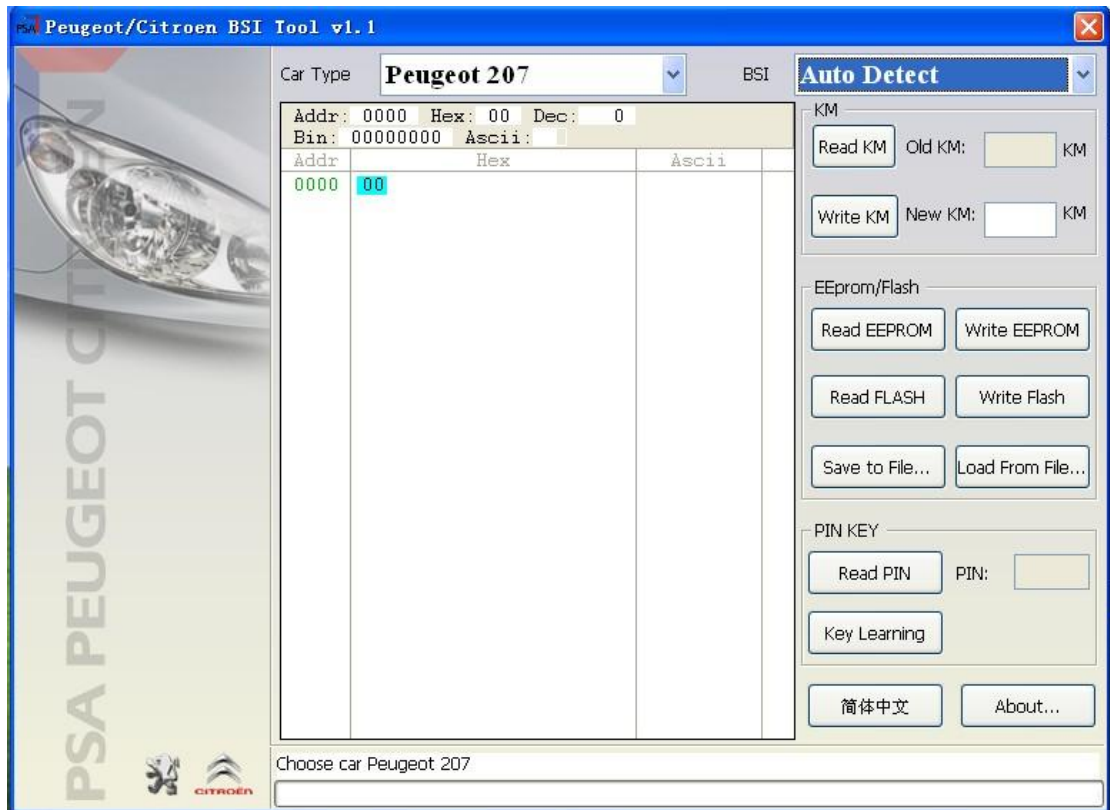 PSA Peugeot/Citroen BSI Tool v1.1
Car Type Peugeot 207 BSI Auto Detect
Addr: 0000 Hex: 00 Dec: 0
Bin: 00000000 Ascii:
Addr Hex Ascii
0000 00
KM
Read KM Old KM: KM
Write KM New KM: KM
EEprom/Flash
Read EEPROM Write EEPROM
Read FLASH Write Flash
Save to File... Load From File...
PIN KEY
Read PIN PIN:
Key Learning
简体中文 About...
PSA PEUGEOT CITROEN
CITROËN
Choose car Peugeot 207